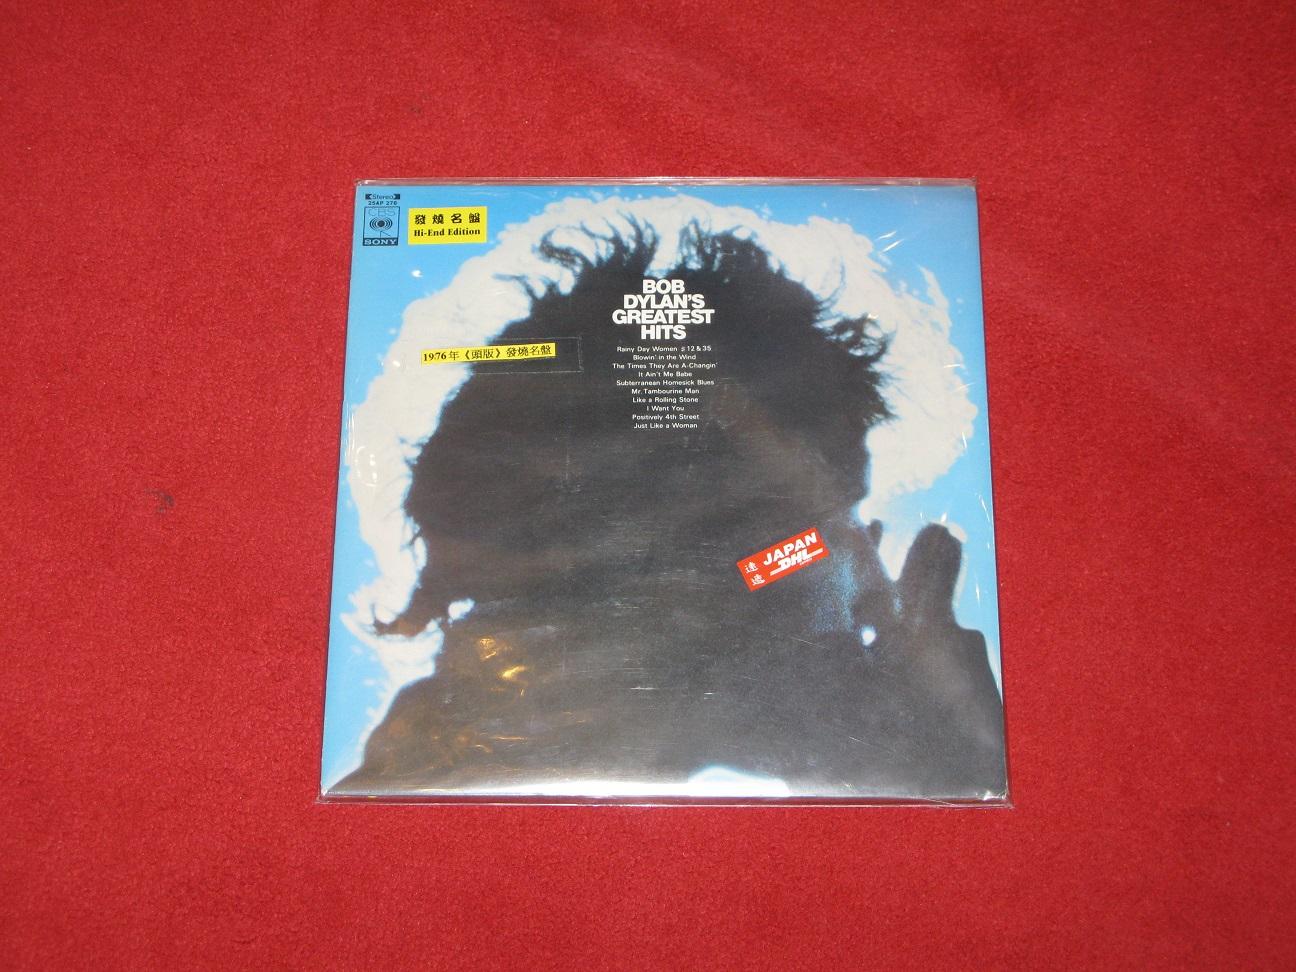 Stereo
25AP 276
CBS
SONY
發燒名盤
Hi-End Edition
BOB
DYLAN'S
GREATEST
HITS
1976年《頭版》發燒名盤
Rainy Day Women #12 & 35
Blowin' in the Wind
The Times They Are A-Changin'
It Ain't Me Babe
Subterranean Homesick Blues
Mr. Tambourine Man
Like a Rolling Stone
I Want You
Positively 4th Street
Just Like a Woman
JAPAN
DHL
速遞